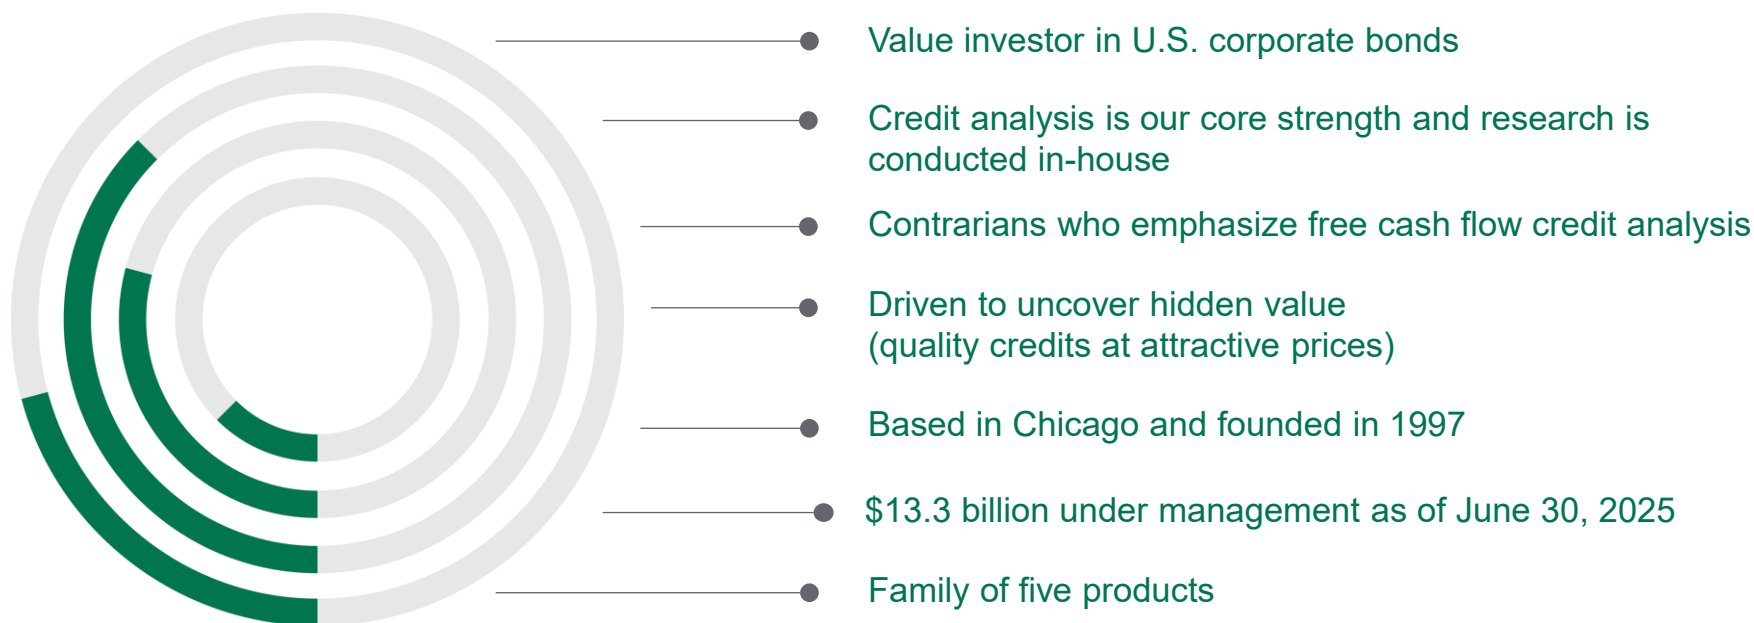 Value investor in U.S. corporate bonds
Credit analysis is our core strength and research is
conducted in-house
Contrarians who emphasize free cash flow credit analysis
Driven to uncover hidden value
(quality credits at attractive prices)
Based in Chicago and founded in 1997
$13.3 billion under management as of June 30, 2025
Family of five products